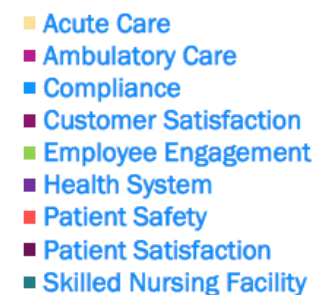 Acute Care
Ambulatory Care
Compliance
Customer Satisfaction
Employee Engagement
Health System
Patient Safety
Patient Satisfaction
Skilled Nursing Facility